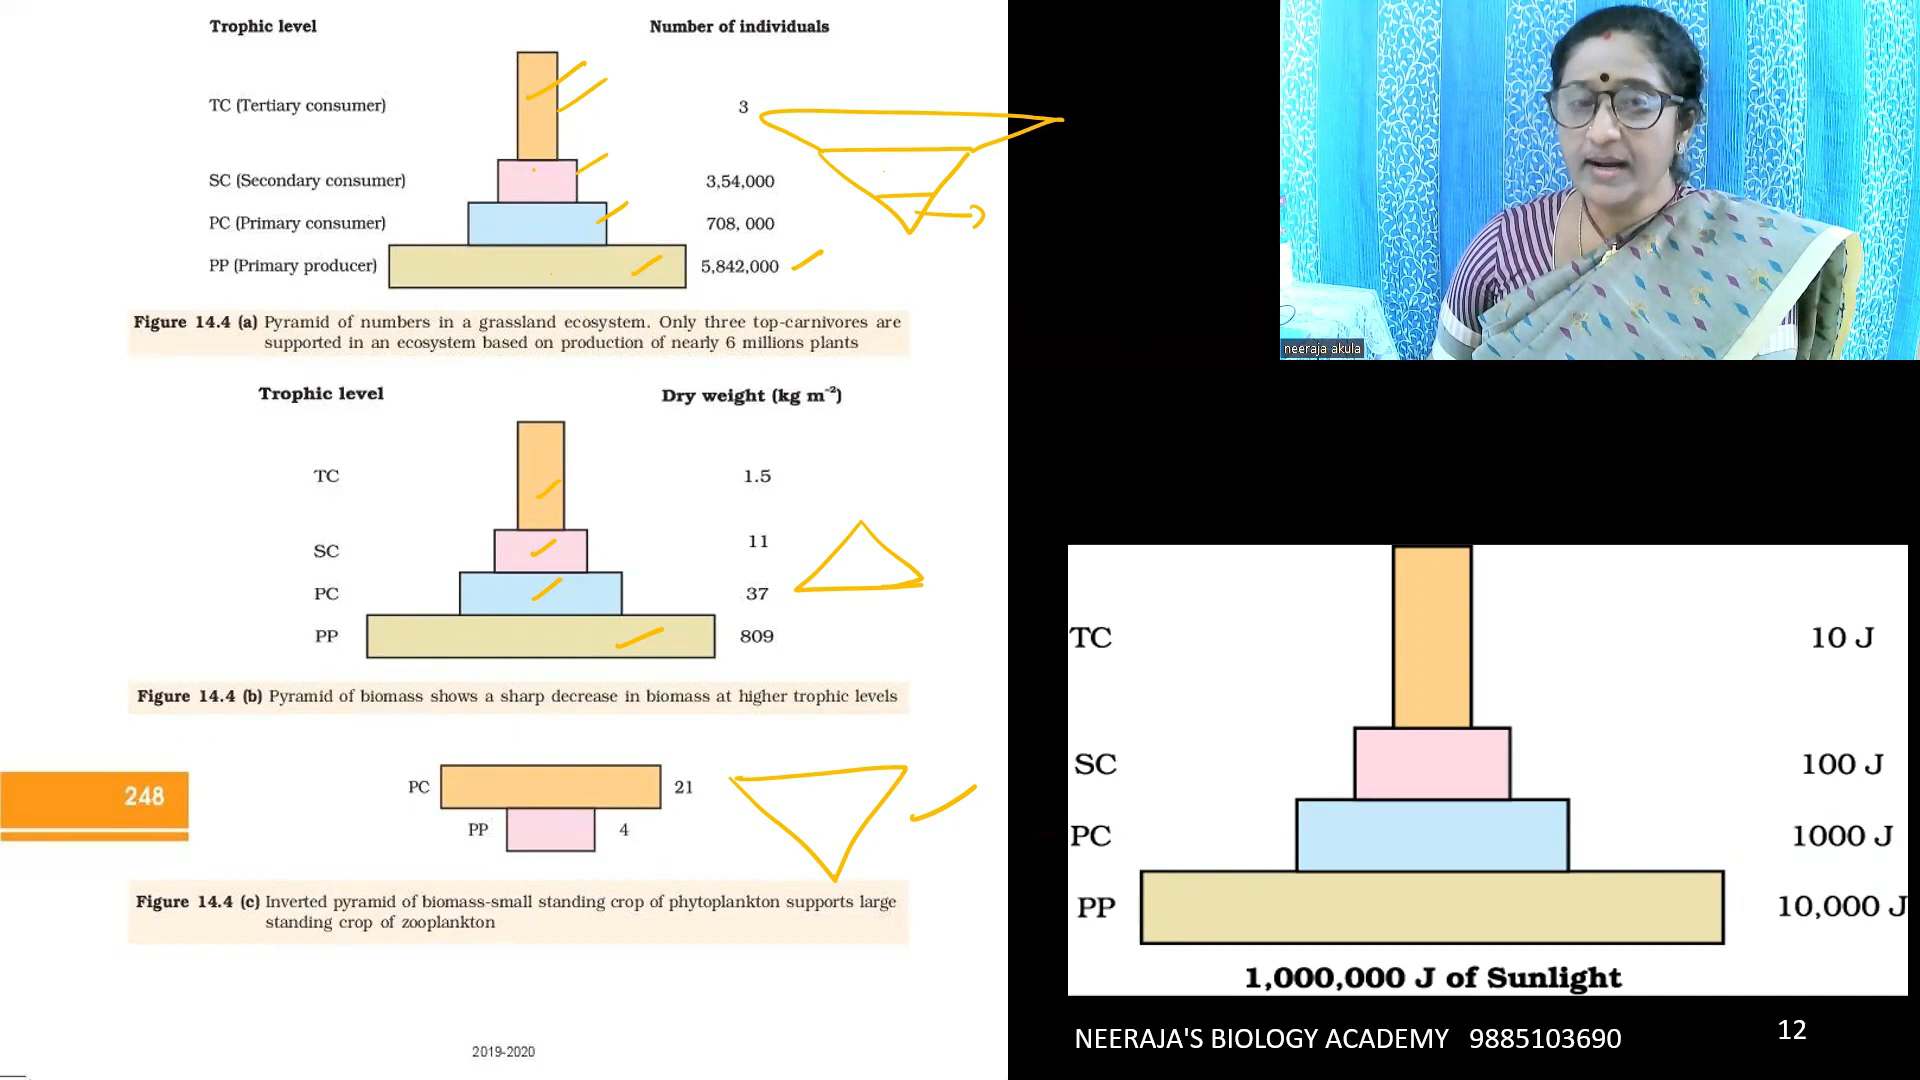 Trophic level Number of individuals
TC (Tertiary consumer) 3
SC (Secondary consumer) 3,54,000
PC (Primary consumer) 708, 000
PP (Primary producer) 5,842,000
Figure 14.4 (a) Pyramid of numbers in a grassland ecosystem. Only three top-carnivores are
supported in an ecosystem based on production of nearly 6 millions plants
Trophic level Dry weight (kg m⁻²)
TC 1.5
SC 11
PC 37
PP 809
Figure 14.4 (b) Pyramid of biomass shows a sharp decrease in biomass at higher trophic levels
248
PC 21
PP 4
Figure 14.4 (c) Inverted pyramid of biomass-small standing crop of phytoplankton supports large
standing crop of zooplankton
2019-2020
neeraja akula
TC 10 J
SC 100 J
PC 1000 J
PP 10,000 J
1,000,000 J of Sunlight
NEERAJA'S BIOLOGY ACADEMY 9885103690
12